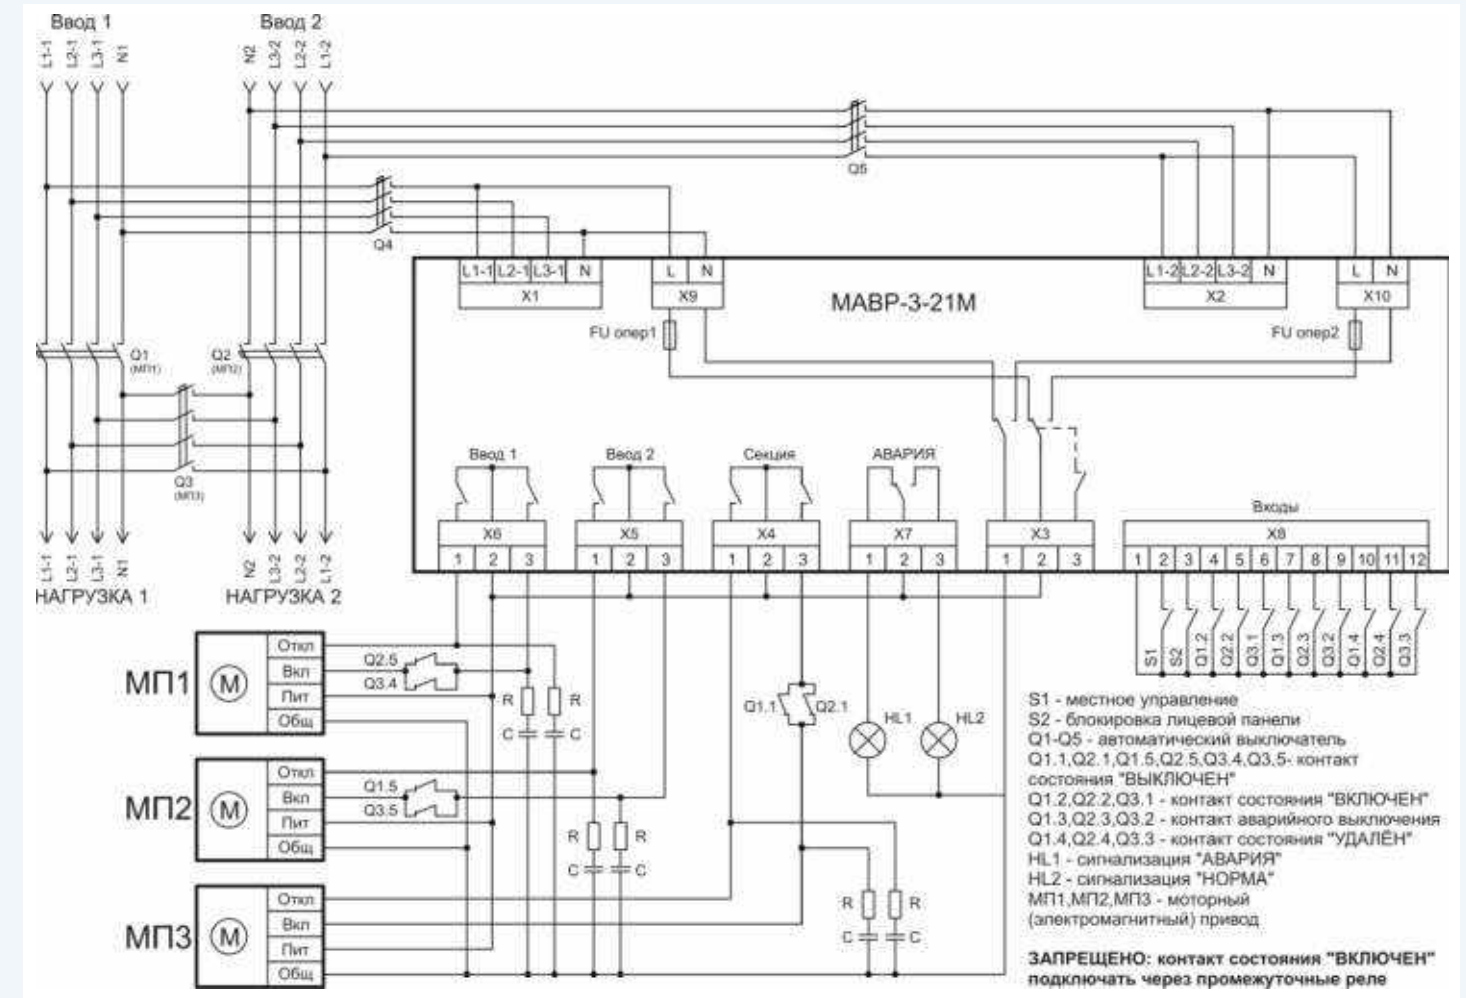 Ввод 1
Ввод 2
L1-1 L2-1 L3-1 N1
N2 L3-2 L2-2 L1-2
Q5
Q4
L1-1 L2-1 L3-1 N
X1
L N
X9
МАВР-3-21М
L1-2 L2-2 L3-2 N
X2
L N
X10
FU опер1
FU опер2
Q1
(МП1)
Q2
(МП2)
Q3
(МП3)
Ввод 1
Ввод 2
Секция
АВАРИЯ
Входы
X6
X5
X4
X7
X3
X8
1 2 3
1 2 3
1 2 3
1 2 3
1 2 3
1 2 3 4 5 6 7 8 9 10 11 12
L1-1 L2-1 L3-1 N1
N2 L3-2 L2-2 L1-2
НАГРУЗКА 1
НАГРУЗКА 2
S1 S2 Q1.2 Q2.2 Q3.1 Q1.3 Q2.3 Q3.2 Q1.4 Q2.4 Q3.3
МП1
М
Откл
Вкл
Пит
Общ
Q2.5
Q3.4
R R
C C
Q1.1 Q2.1
HL1
HL2
МП2
М
Откл
Вкл
Пит
Общ
Q1.5
Q3.5
R R
C C
МП3
М
Откл
Вкл
Пит
Общ
R R
C C
S1 - местное управление
S2 - блокировка лицевой панели
Q1-Q5 - автоматический выключатель
Q1.1,Q2.1,Q1.5,Q2.5,Q3.4,Q3.5- контакт
состояния "ВЫКЛЮЧЕН"
Q1.2,Q2.2,Q3.1 - контакт состояния "ВКЛЮЧЕН"
Q1.3,Q2.3,Q3.2 - контакт аварийного выключения
Q1.4,Q2.4,Q3.3 - контакт состояния "УДАЛЁН"
HL1 - сигнализация "АВАРИЯ"
HL2 - сигнализация "НОРМА"
МП1,МП2,МП3 - моторный
(электромагнитный) привод
ЗАПРЕЩЕНО: контакт состояния "ВКЛЮЧЕН"
подключать через промежуточные реле